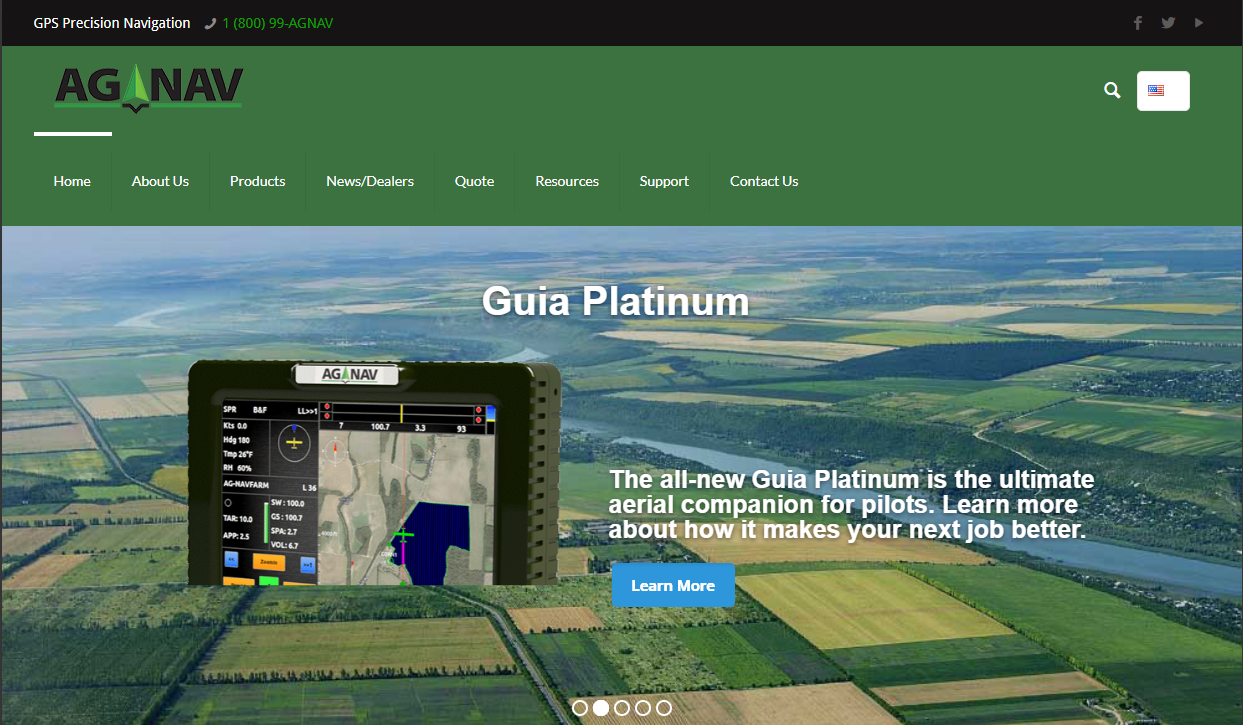 GPS Precision Navigation 1 (800) 99-AGNAV
AG NAV
Home About Us Products News/Dealers Quote Resources Support Contact Us
Guia Platinum
AG NAV
SPR B&F LL>>1
7 100.7 3.3 93
Kts 0.0
Hdg 180
Tmp 26°F
RH 60%
AG-NAVFARM L 36
SW : 100.0
TAR: 10.0 GS : 100.7
SPA: 2.7
APP: 2.5
VOL: 6.7
Zoomin
The all-new Guia Platinum is the ultimate
aerial companion for pilots. Learn more
about how it makes your next job better.
Learn More